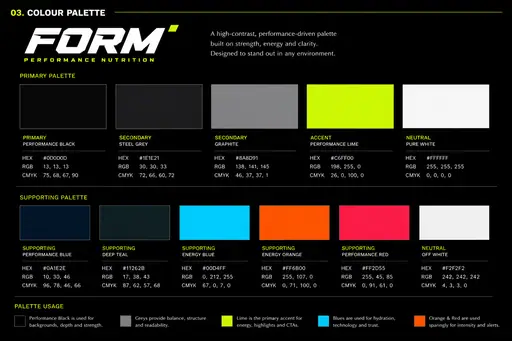 03. COLOUR PALETTE
FORM
PERFORMANCE NUTRITION
A high-contrast, performance-driven palette
built on strength, energy and clarity.
Designed to stand out in any environment.
PRIMARY PALETTE
PRIMARY
PERFORMANCE BLACK
HEX #0D0D0D
RGB 13, 13, 13
CMYK 75, 68, 67, 90
SECONDARY
STEEL GREY
HEX #1E1E21
RGB 30, 30, 33
CMYK 72, 66, 60, 72
SECONDARY
GRAPHITE
HEX #8A8D91
RGB 138, 141, 145
CMYK 46, 37, 37, 1
ACCENT
PERFORMANCE LIME
HEX #C6FF00
RGB 198, 255, 0
CMYK 26, 0, 100, 0
NEUTRAL
PURE WHITE
HEX #FFFFFF
RGB 255, 255, 255
CMYK 0, 0, 0, 0
SUPPORTING PALETTE
SUPPORTING
PERFORMANCE BLUE
HEX #0A1E2E
RGB 10, 30, 46
CMYK 96, 78, 46, 66
SUPPORTING
DEEP TEAL
HEX #11262B
RGB 17, 38, 43
CMYK 87, 62, 57, 68
SUPPORTING
ENERGY BLUE
HEX #00D4FF
RGB 0, 212, 255
CMYK 67, 0, 7, 0
SUPPORTING
ENERGY ORANGE
HEX #FF6B00
RGB 255, 107, 0
CMYK 0, 71, 100, 0
SUPPORTING
PERFORMANCE RED
HEX #FF2D55
RGB 255, 45, 85
CMYK 0, 91, 61, 0
NEUTRAL
OFF WHITE
HEX #F2F2F2
RGB 242, 242, 242
CMYK 4, 3, 3, 0
PALETTE USAGE
Performance Black is used for
backgrounds, depth and strength.
Greys provide balance, structure
and readability.
Lime is the primary accent for
energy, highlights and CTAs.
Blues are used for hydration,
technology and trust.
Orange & Red are used
sparingly for intensity and alerts.